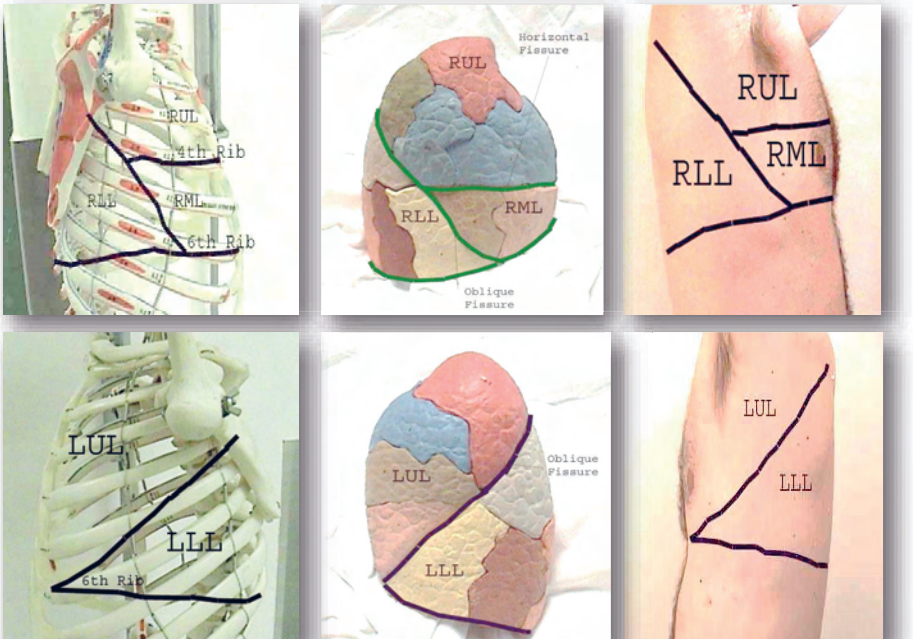 RUL
4th Rib
RLL
RML
6th Rib
Horizontal
Fissure
RUL
RLL
RML
Oblique
Fissure
RUL
RML
RLL
LUL
LLL
6th Rib
LUL
Oblique
Fissure
LLL
LUL
LLL